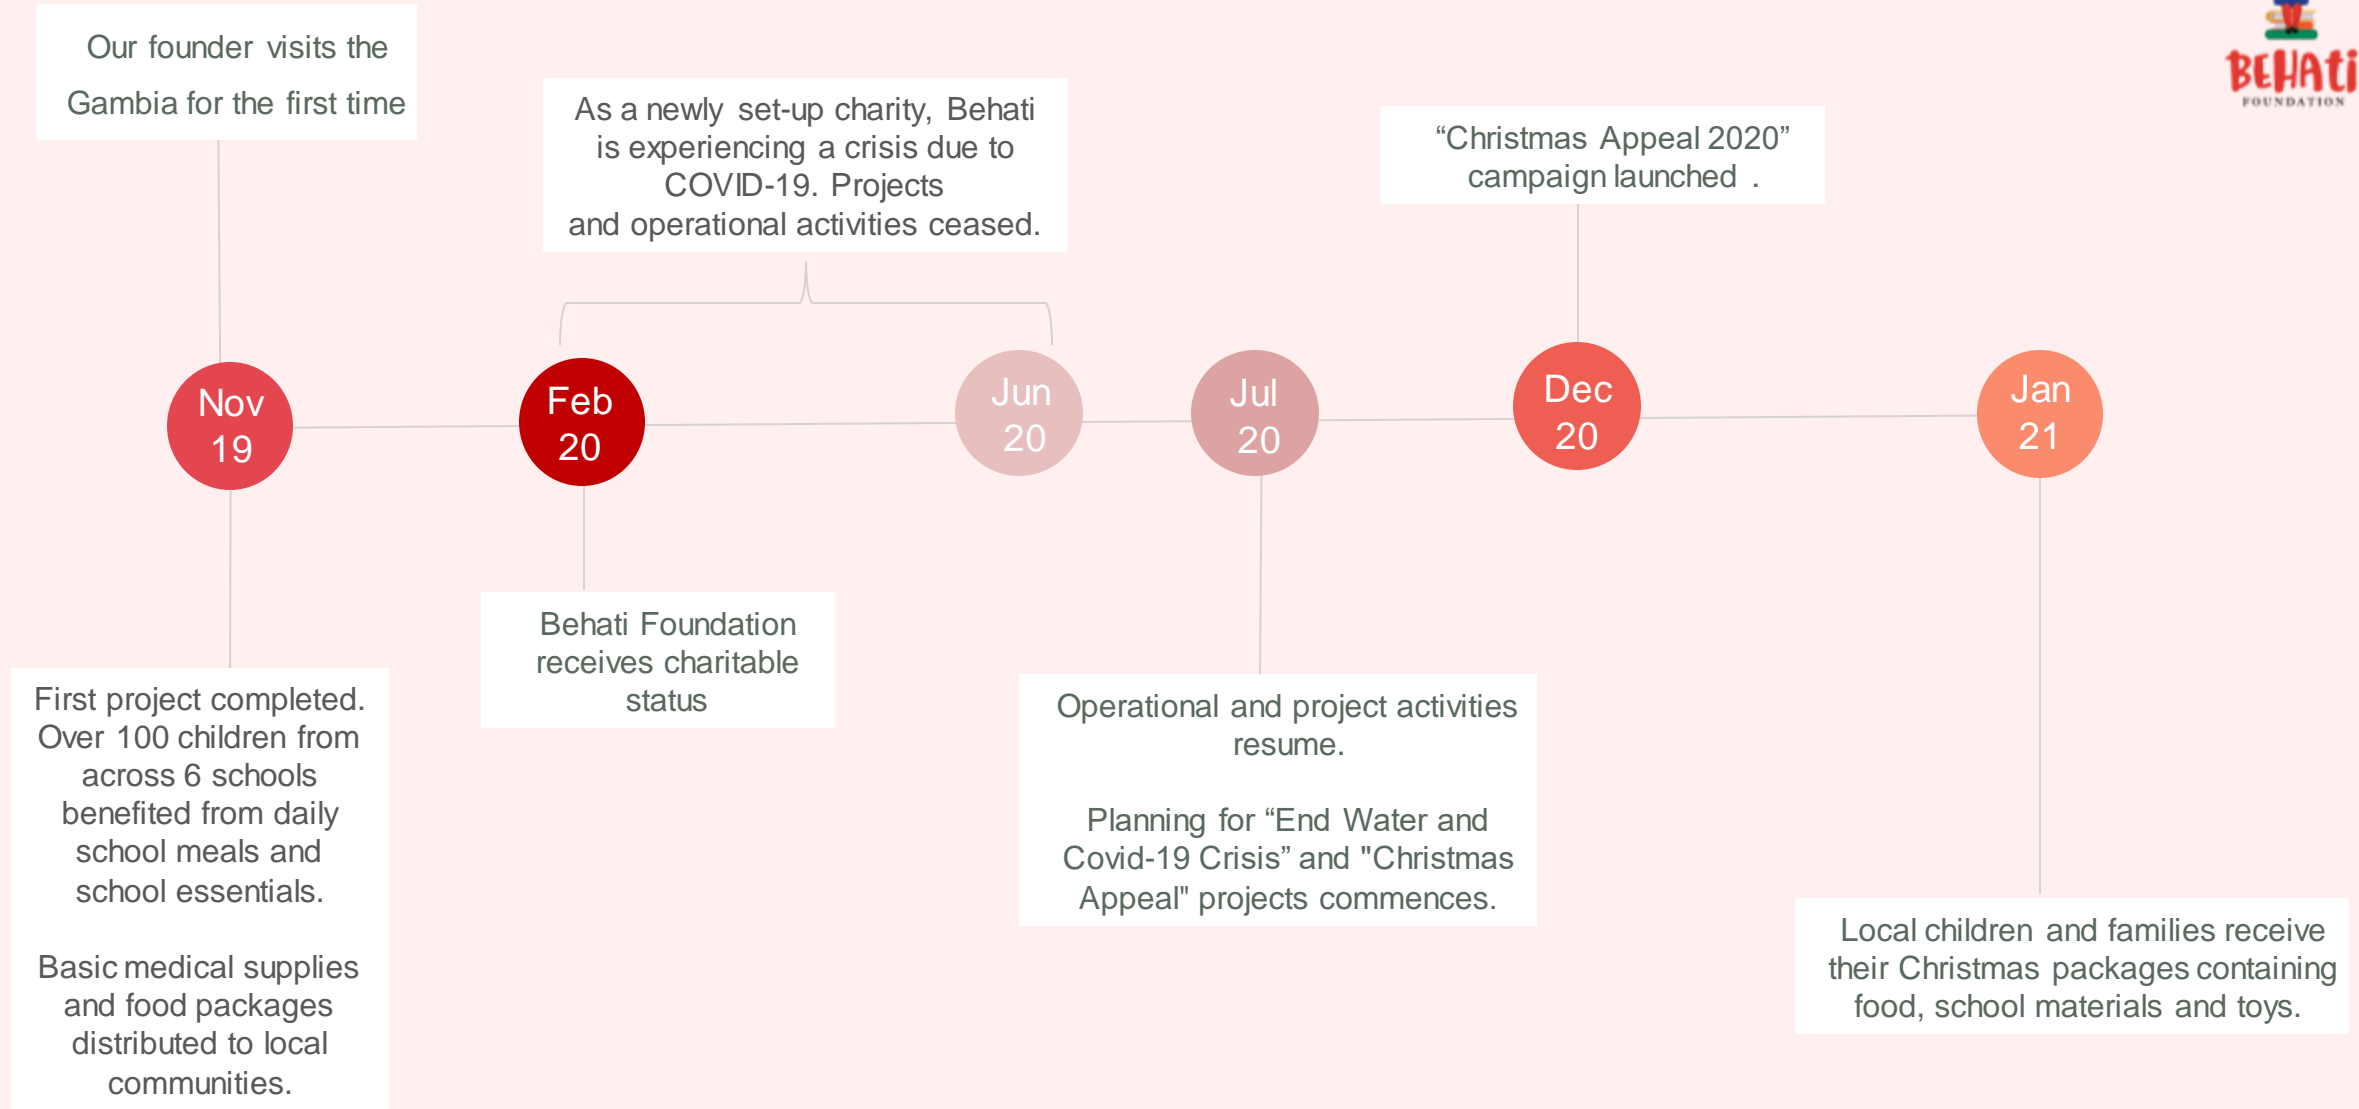 Our founder visits the
Gambia for the first time
As a newly set-up charity, Behati
is experiencing a crisis due to
COVID-19. Projects
and operational activities ceased.
“Christmas Appeal 2020”
campaign launched .
BEHATI
FOUNDATION
Nov
19
Feb
20
Jun
20
Jul
20
Dec
20
Jan
21
First project completed.
Over 100 children from
across 6 schools
benefited from daily
school meals and
school essentials.
Basic medical supplies
and food packages
distributed to local
communities.
Behati Foundation
receives charitable
status
Operational and project activities
resume.
Planning for “End Water and
Covid-19 Crisis” and "Christmas
Appeal" projects commences.
Local children and families receive
their Christmas packages containing
food, school materials and toys.